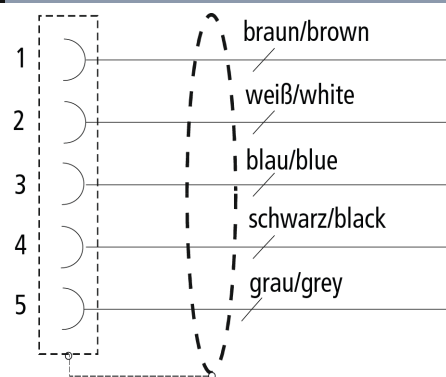 1 braun/brown
2 weiß/white
3 blau/blue
4 schwarz/black
5 grau/grey